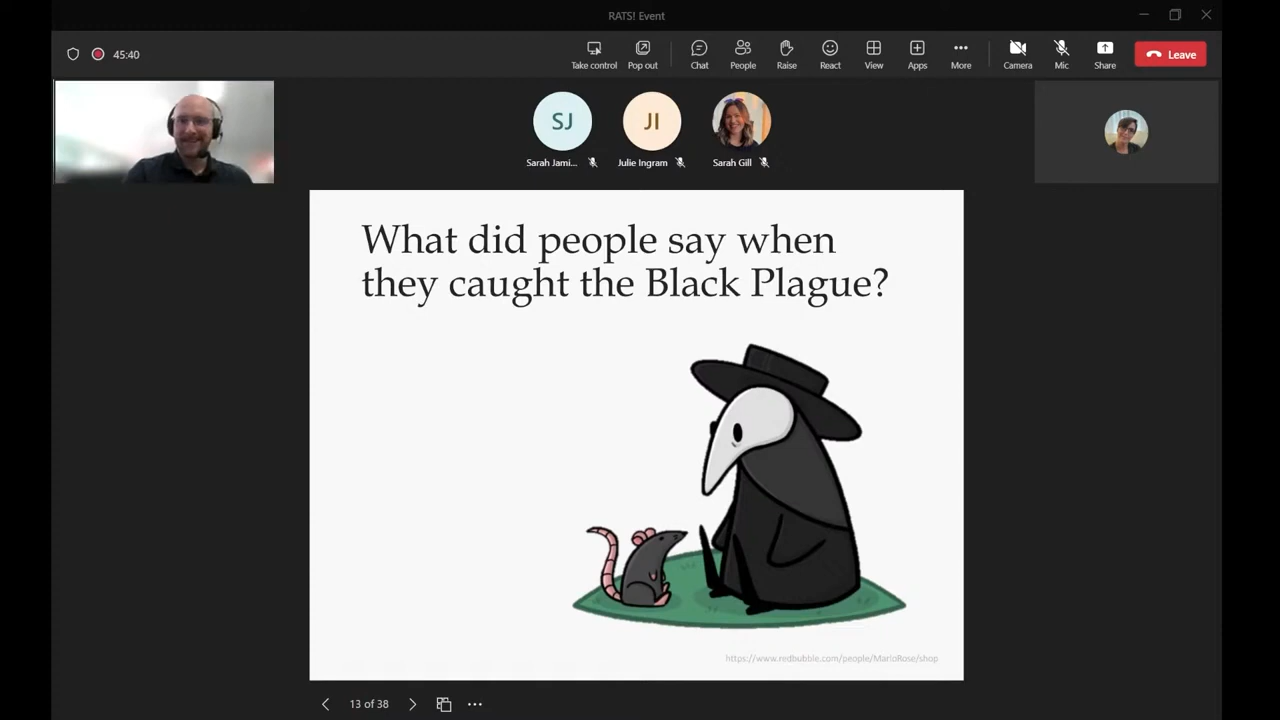 RATS! Event
45:40
Take control
Pop out
Chat
People
Raise
React
View
Apps
More
Camera
Mic
Share
Leave
SJ
JI
Sarah Jami...
Julie Ingram
Sarah Gill
What did people say when
they caught the Black Plague?
https://www.redbubble.com/people/MarioRose/shop
13 of 38